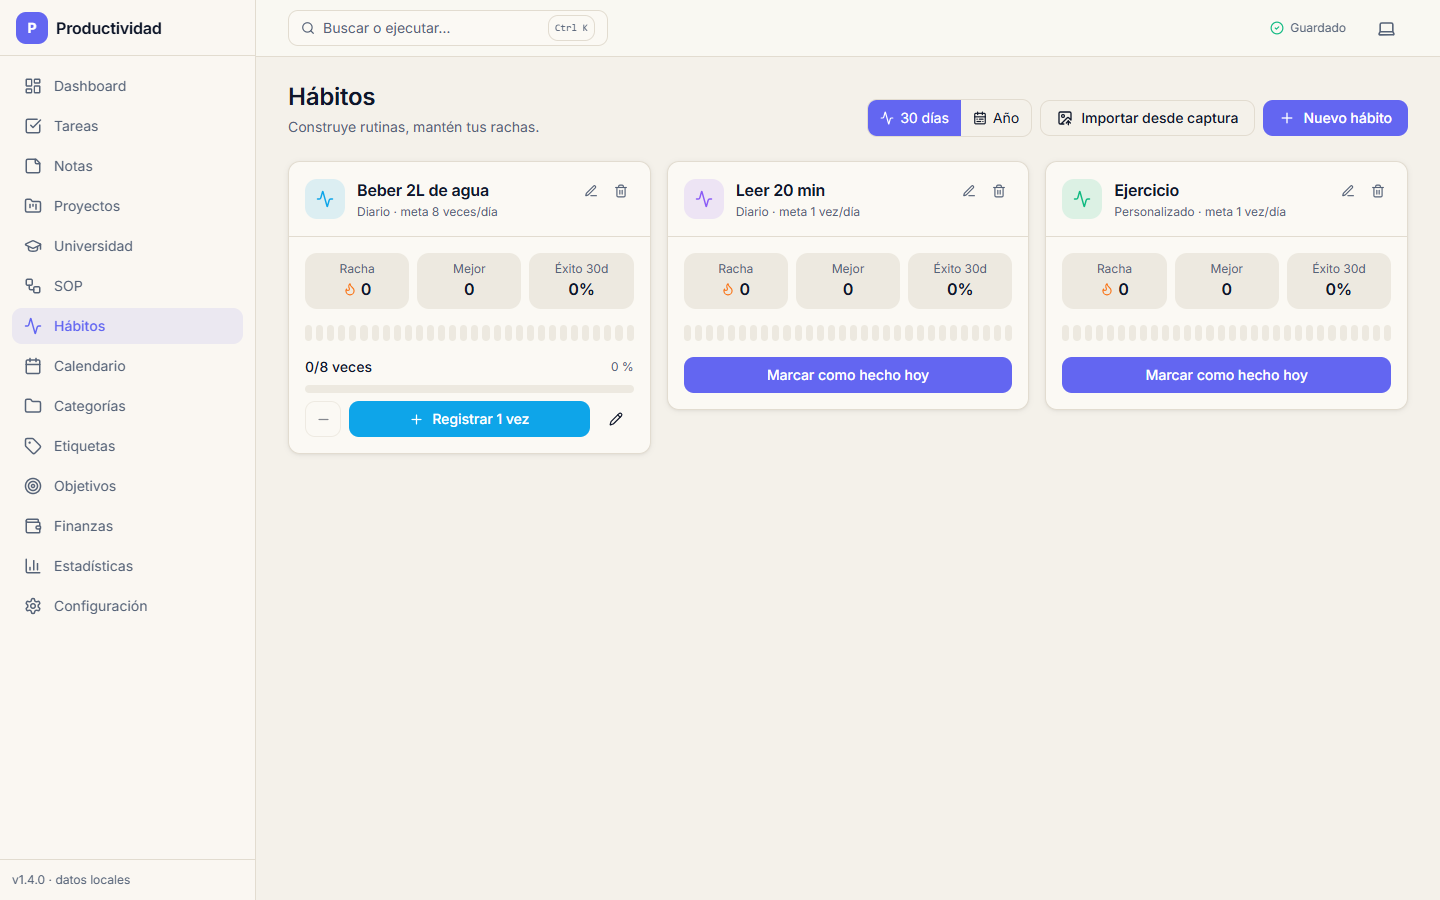 P Productividad
Buscar o ejecutar...
Ctrl K
Guardado
Dashboard
Tareas
Notas
Proyectos
Universidad
SOP
Hábitos
Calendario
Categorías
Etiquetas
Objetivos
Finanzas
Estadísticas
Configuración
v1.4.0 · datos locales
Hábitos
Construye rutinas, mantén tus rachas.
30 días
Año
Importar desde captura
Nuevo hábito
Beber 2L de agua
Diario · meta 8 veces/día
Racha
0
Mejor
0
Éxito 30d
0%
0/8 veces
0 %
Registrar 1 vez
Leer 20 min
Diario · meta 1 vez/día
Racha
0
Mejor
0
Éxito 30d
0%
Marcar como hecho hoy
Ejercicio
Personalizado · meta 1 vez/día
Racha
0
Mejor
0
Éxito 30d
0%
Marcar como hecho hoy